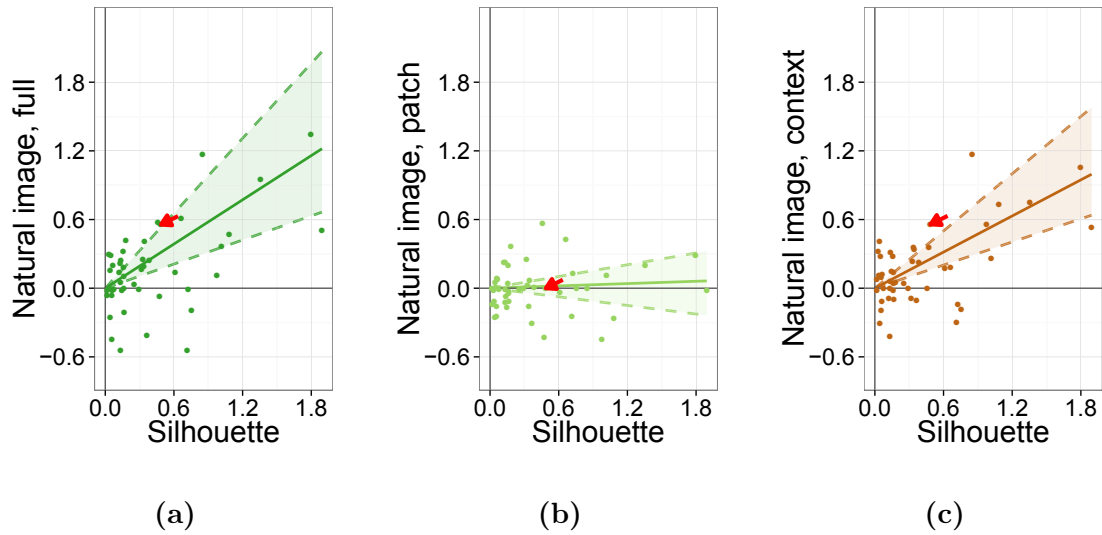 Natural image, full
1.8
1.2
0.6
0.0
−0.6
0.0 0.6 1.2 1.8
Silhouette
(a)
Natural image, patch
1.8
1.2
0.6
0.0
−0.6
0.0 0.6 1.2 1.8
Silhouette
(b)
Natural image, context
1.8
1.2
0.6
0.0
−0.6
0.0 0.6 1.2 1.8
Silhouette
(c)